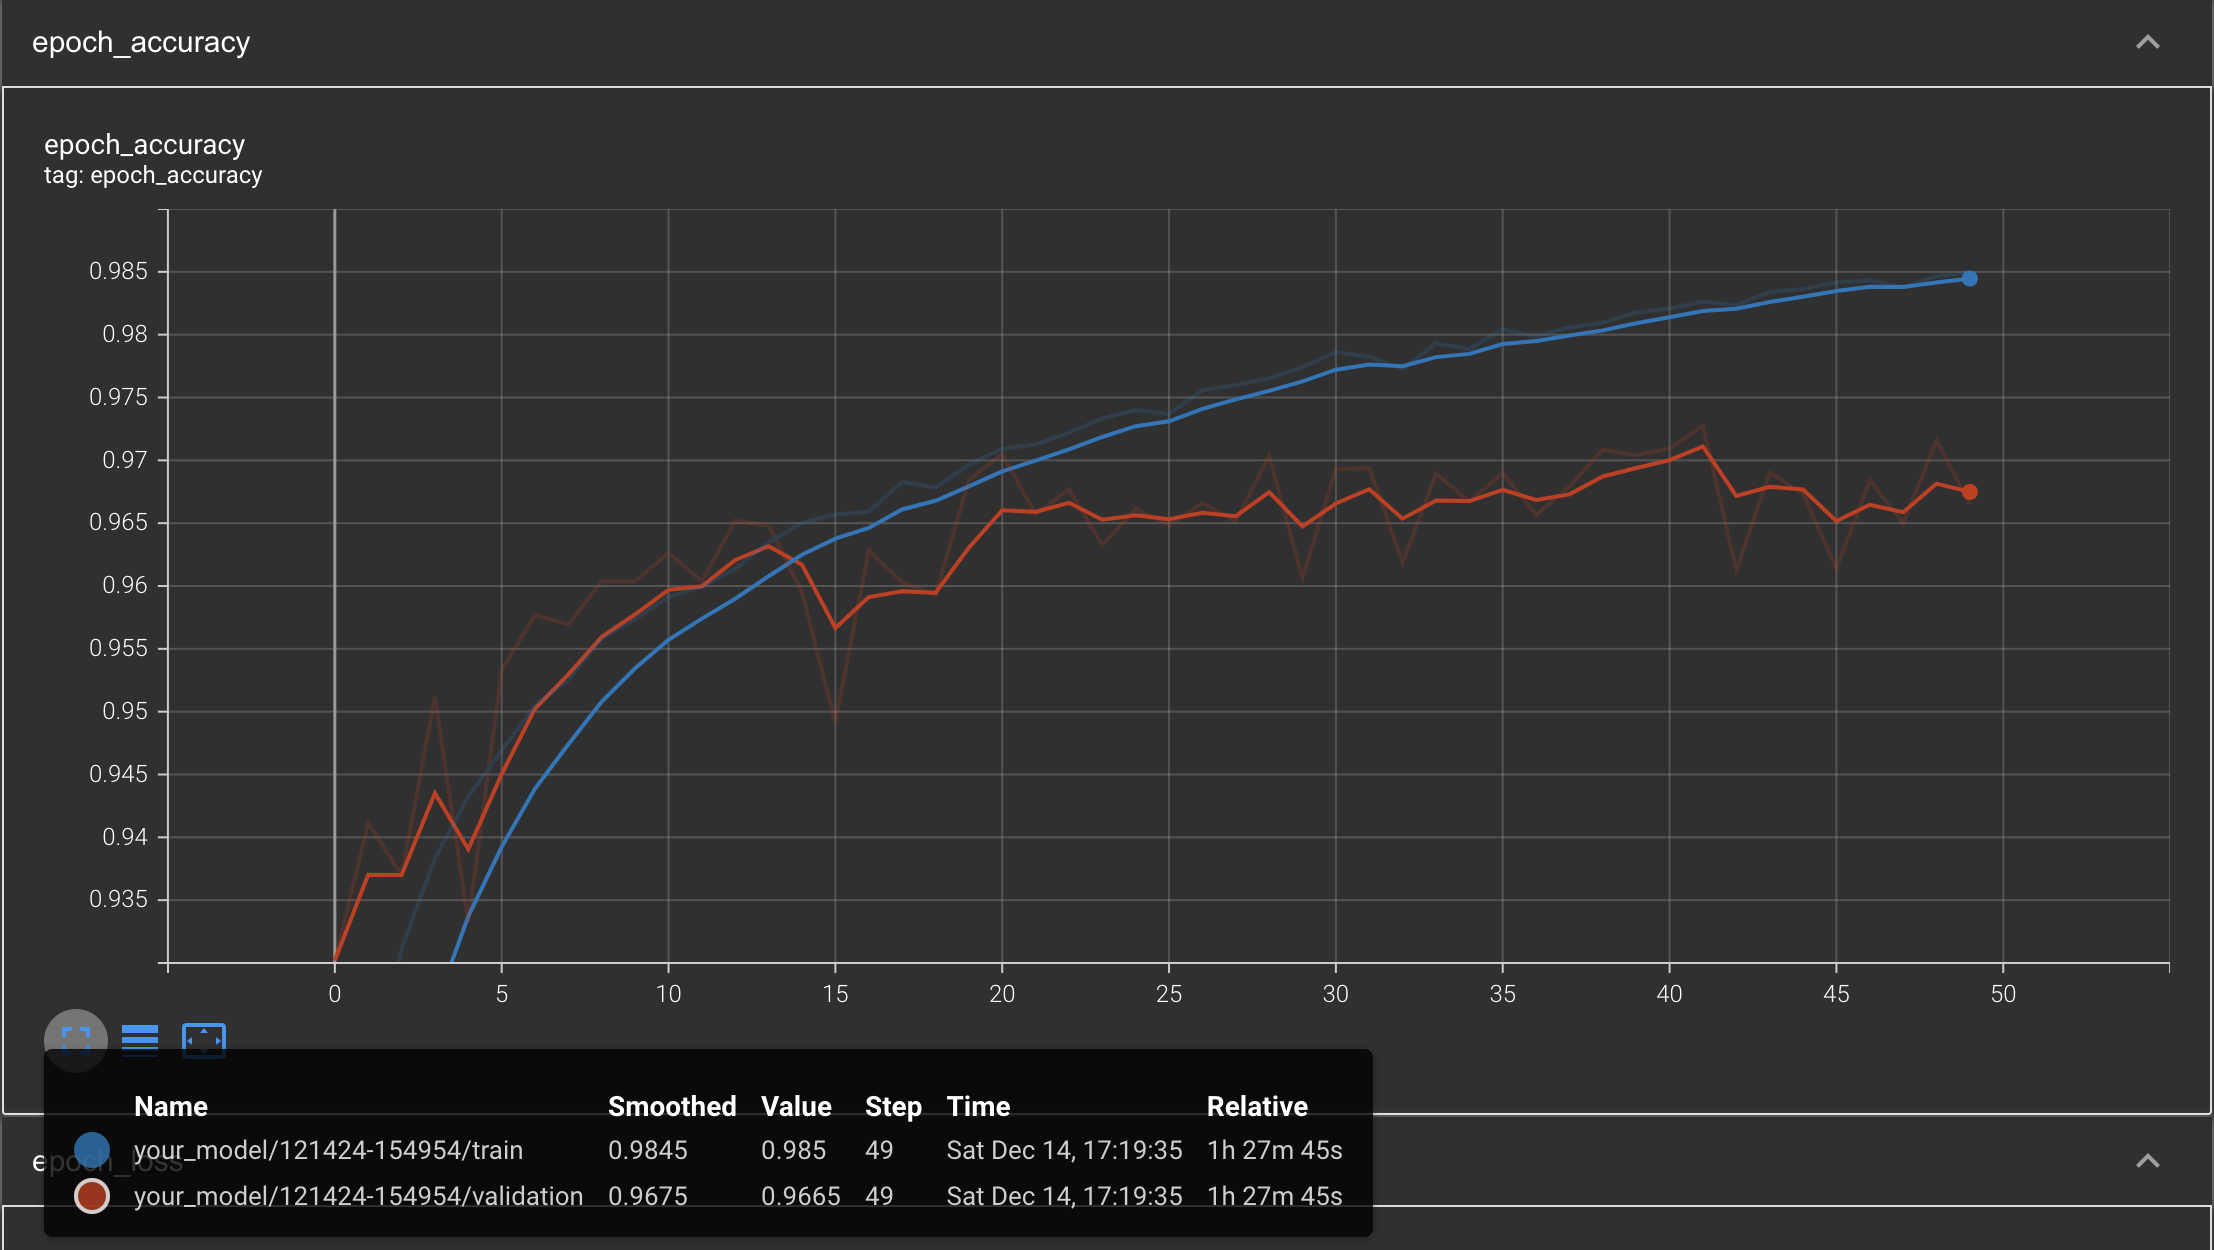 epoch_accuracy
epoch_accuracy
tag: epoch_accuracy
0.985
0.98
0.975
0.97
0.965
0.96
0.955
0.95
0.945
0.94
0.935
0 5 10 15 20 25 30 35 40 45 50
Name Smoothed Value Step Time Relative
your_model/121424-154954/train 0.9845 0.985 49 Sat Dec 14, 17:19:35 1h 27m 45s
epoch_loss
your_model/121424-154954/validation 0.9675 0.9665 49 Sat Dec 14, 17:19:35 1h 27m 45s